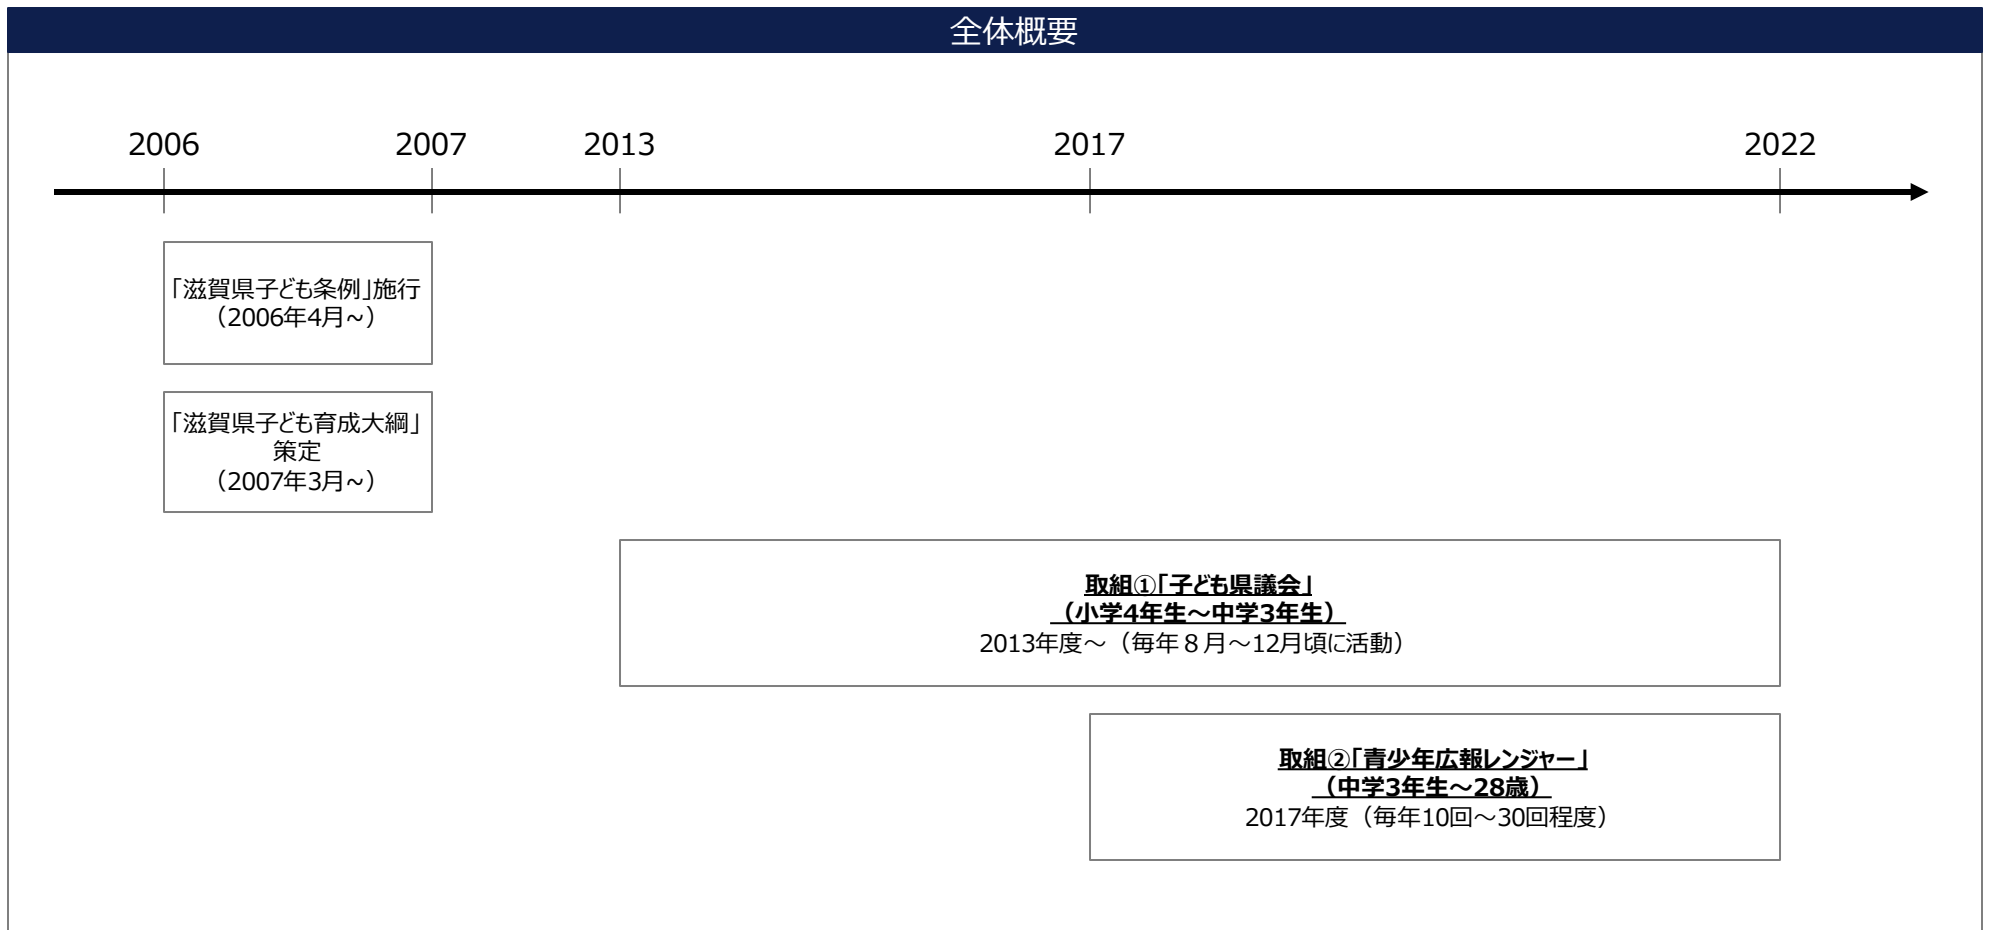 全体概要
2006
2007
2013
2017
2022
「滋賀県子ども条例」施行
（2006年4月~）
「滋賀県子ども育成大綱」
策定
（2007年3月~）
取組①「子ども県議会」
（小学4年生～中学3年生）
2013年度～（毎年８月～12月頃に活動）
取組②「青少年広報レンジャー」
（中学3年生～28歳）
2017年度（毎年10回～30回程度）